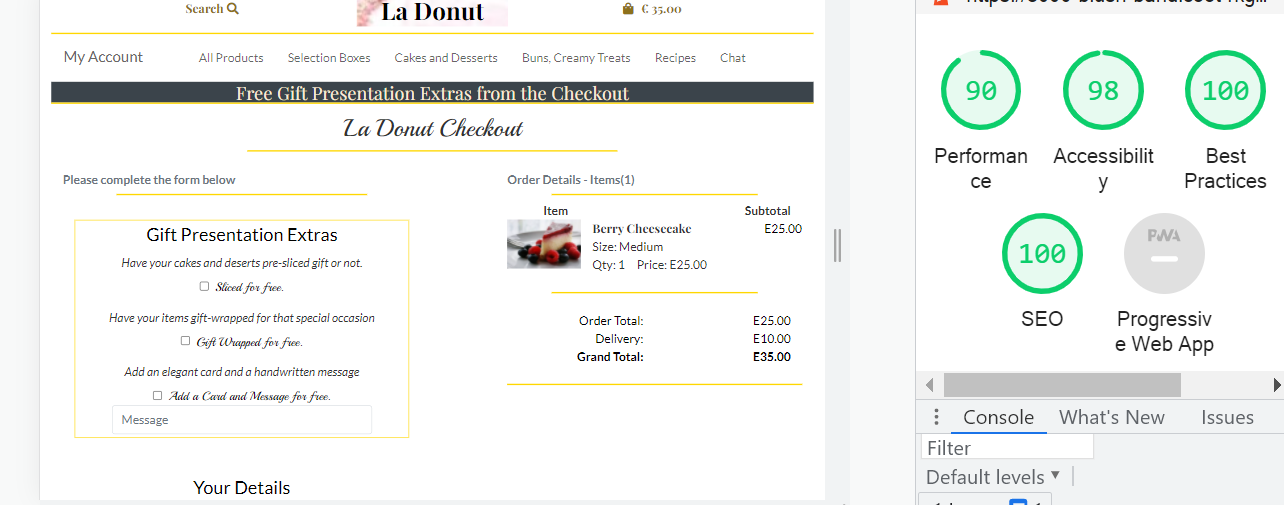 Search
La Donut
€ 35.00
My Account
All Products
Selection Boxes
Cakes and Desserts
Buns, Creamy Treats
Recipes
Chat
Free Gift Presentation Extras from the Checkout
La Donut Checkout
Please complete the form below
Gift Presentation Extras
Have your cakes and deserts pre-sliced gift or not.
Sliced for free.
Have your items gift-wrapped for that special occasion
Gift Wrapped for free.
Add an elegant card and a handwritten message
Add a Card and Message for free.
Message
Your Details
Order Details - Items(1)
Item Subtotal
Berry Cheesecake E25.00
Size: Medium
Qty: 1 Price: E25.00
Order Total: E25.00
Delivery: E10.00
Grand Total: E35.00
90
Performan
ce
98
Accessibilit
y
100
Best
Practices
100
SEO
PWA
Progressiv
e Web App
Console
What's New
Issues
Filter
Default levels